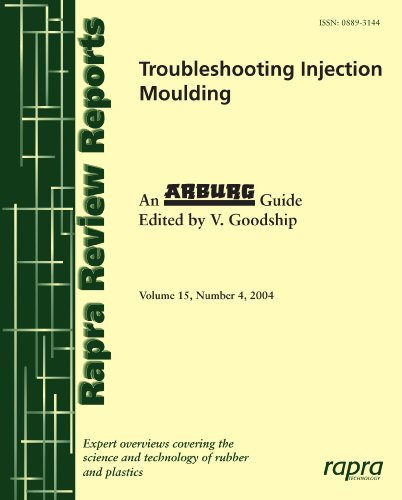 ISSN: 0889-3144
Rapra Review Reports
Troubleshooting Injection
Moulding
An ARBURG Guide
Edited by V. Goodship
Volume 15, Number 4, 2004
Expert overviews covering the
science and technology of rubber
and plastics
rapra
TECHNOLOGY